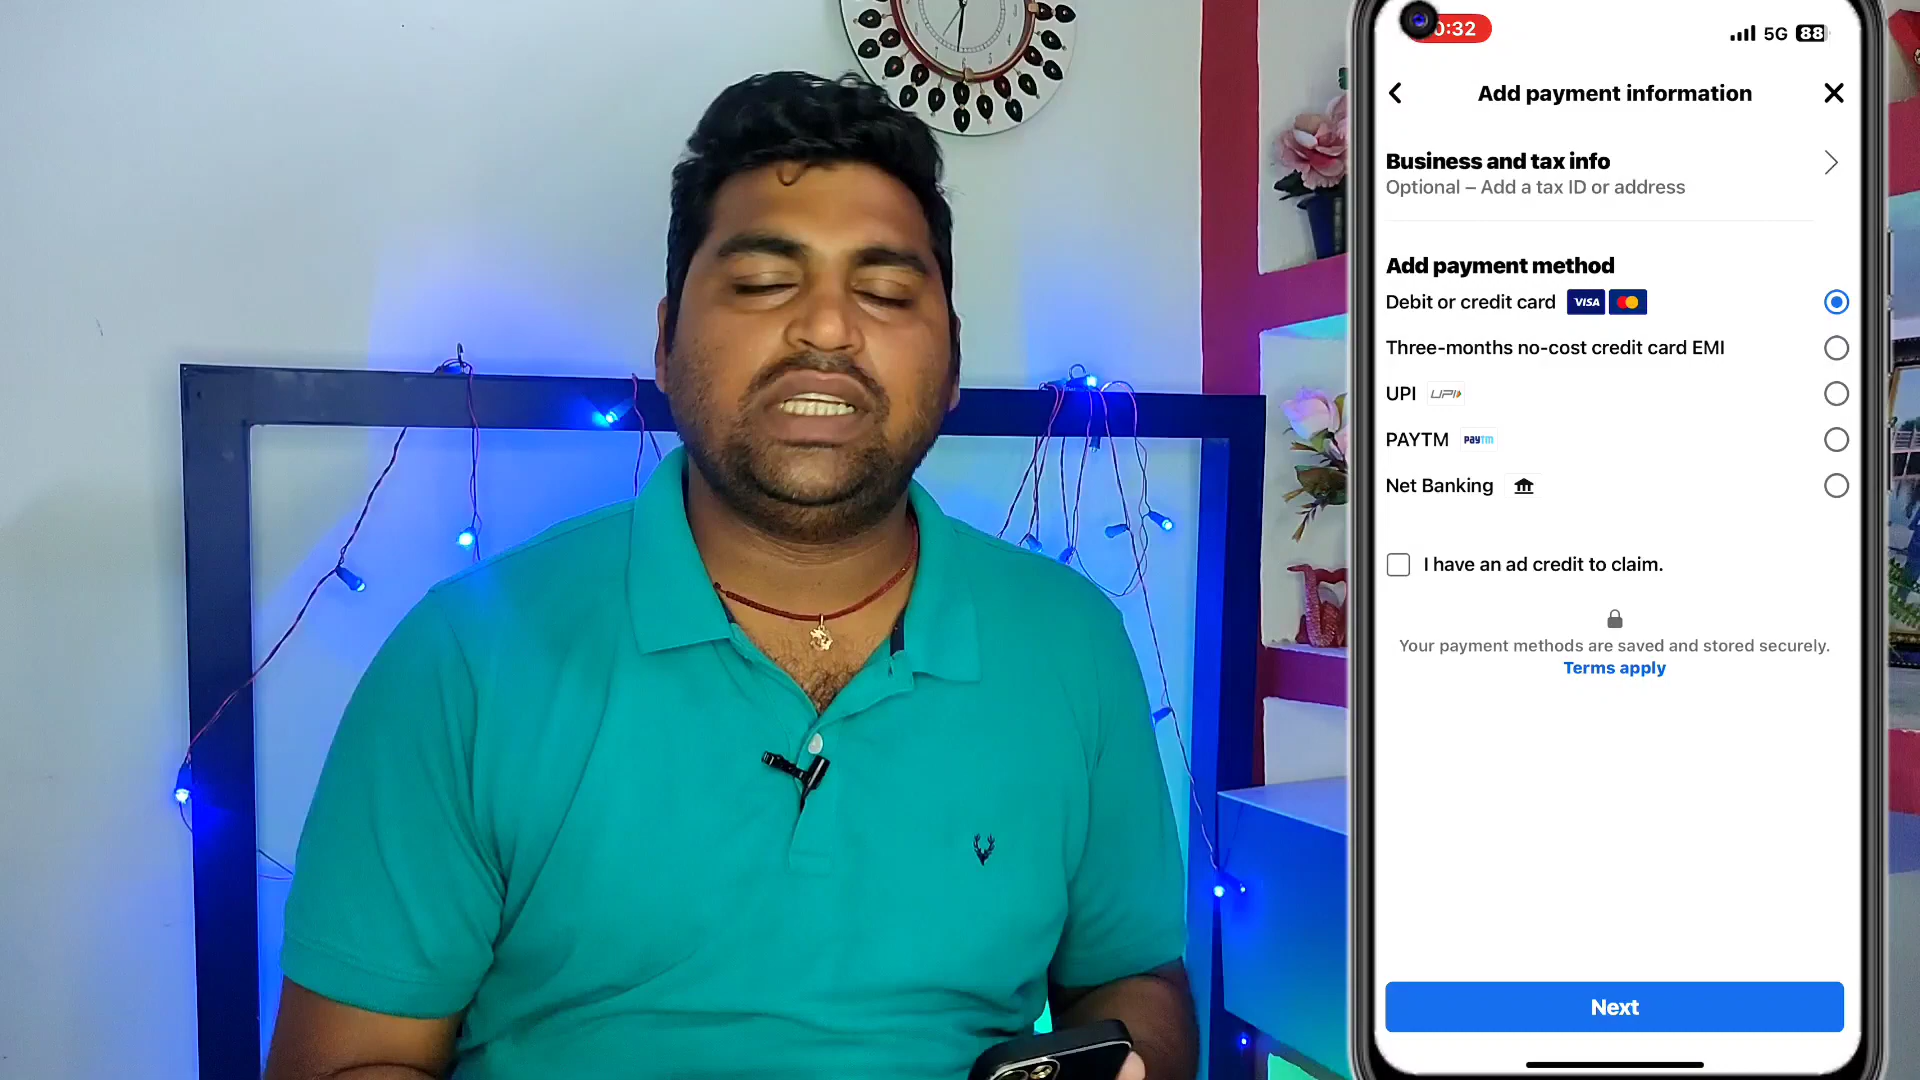 0:32
5G 88
Add payment information
Business and tax info
Optional – Add a tax ID or address
Add payment method
Debit or credit card VISA
Three-months no-cost credit card EMI
UPI UPI
PAYTM paytm
Net Banking
I have an ad credit to claim.
Your payment methods are saved and stored securely.
Terms apply
Next